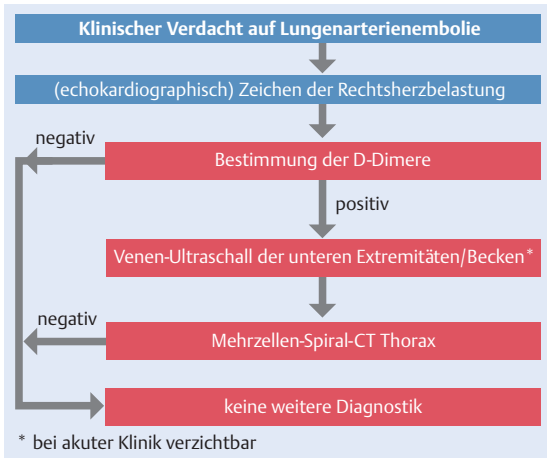 Klinischer Verdacht auf Lungenarterienembolie
(echokardiographisch) Zeichen der Rechtsherzbelastung
negativ
Bestimmung der D-Dimere
positiv
Venen-Ultraschall der unteren Extremitäten/Becken*
negativ
Mehrzellen-Spiral-CT Thorax
keine weitere Diagnostik
* bei akuter Klinik verzichtbar